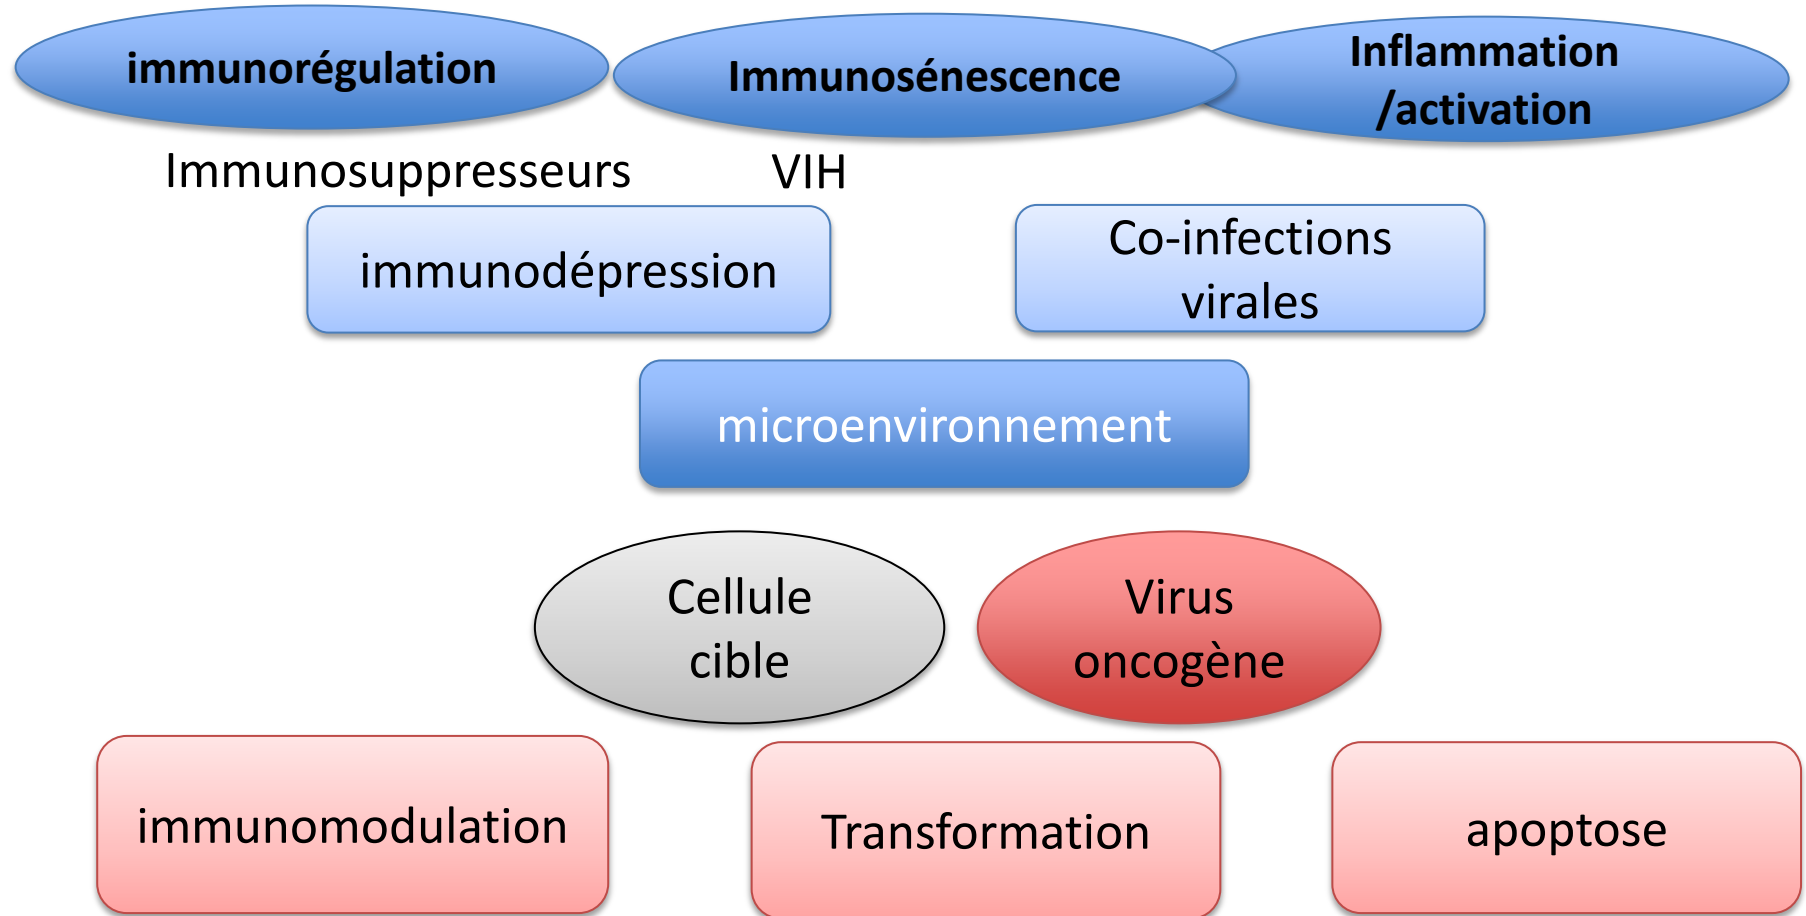 immunorégulation
Immunosénescence
Inflammation
/activation
Immunosuppresseurs
VIH
immunodépression
Co-infections
virales
microenvironnement
Cellule
cible
Virus
oncogène
immunomodulation
Transformation
apoptose